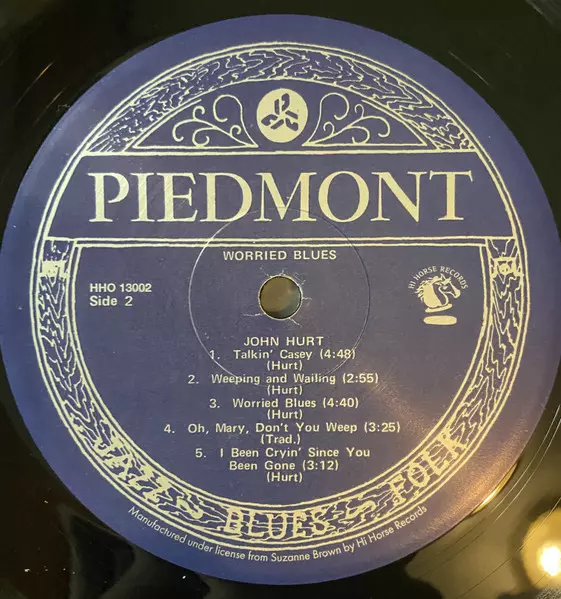 PIEDMONT
WORRIED BLUES
HHO 13002
Side 2
HI HORSE RECORDS
JOHN HURT
1. Talkin' Casey (4:48)
(Hurt)
2. Weeping and Wailing (2:55)
(Hurt)
3. Worried Blues (4:40)
(Hurt)
4. Oh, Mary, Don't You Weep (3:25)
(Trad.)
5. I Been Cryin' Since You
Been Gone (3:12)
(Hurt)
JAZZ & BLUES & FOLK
Manufactured under license from Suzanne Brown by Hi Horse Records